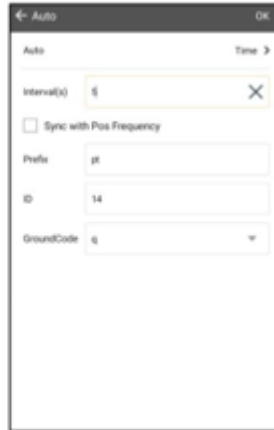 ← Auto OK
Auto Time >
Interval(s) 5
Sync with Pos Frequency
Prefix pt
ID 14
GroundCode q